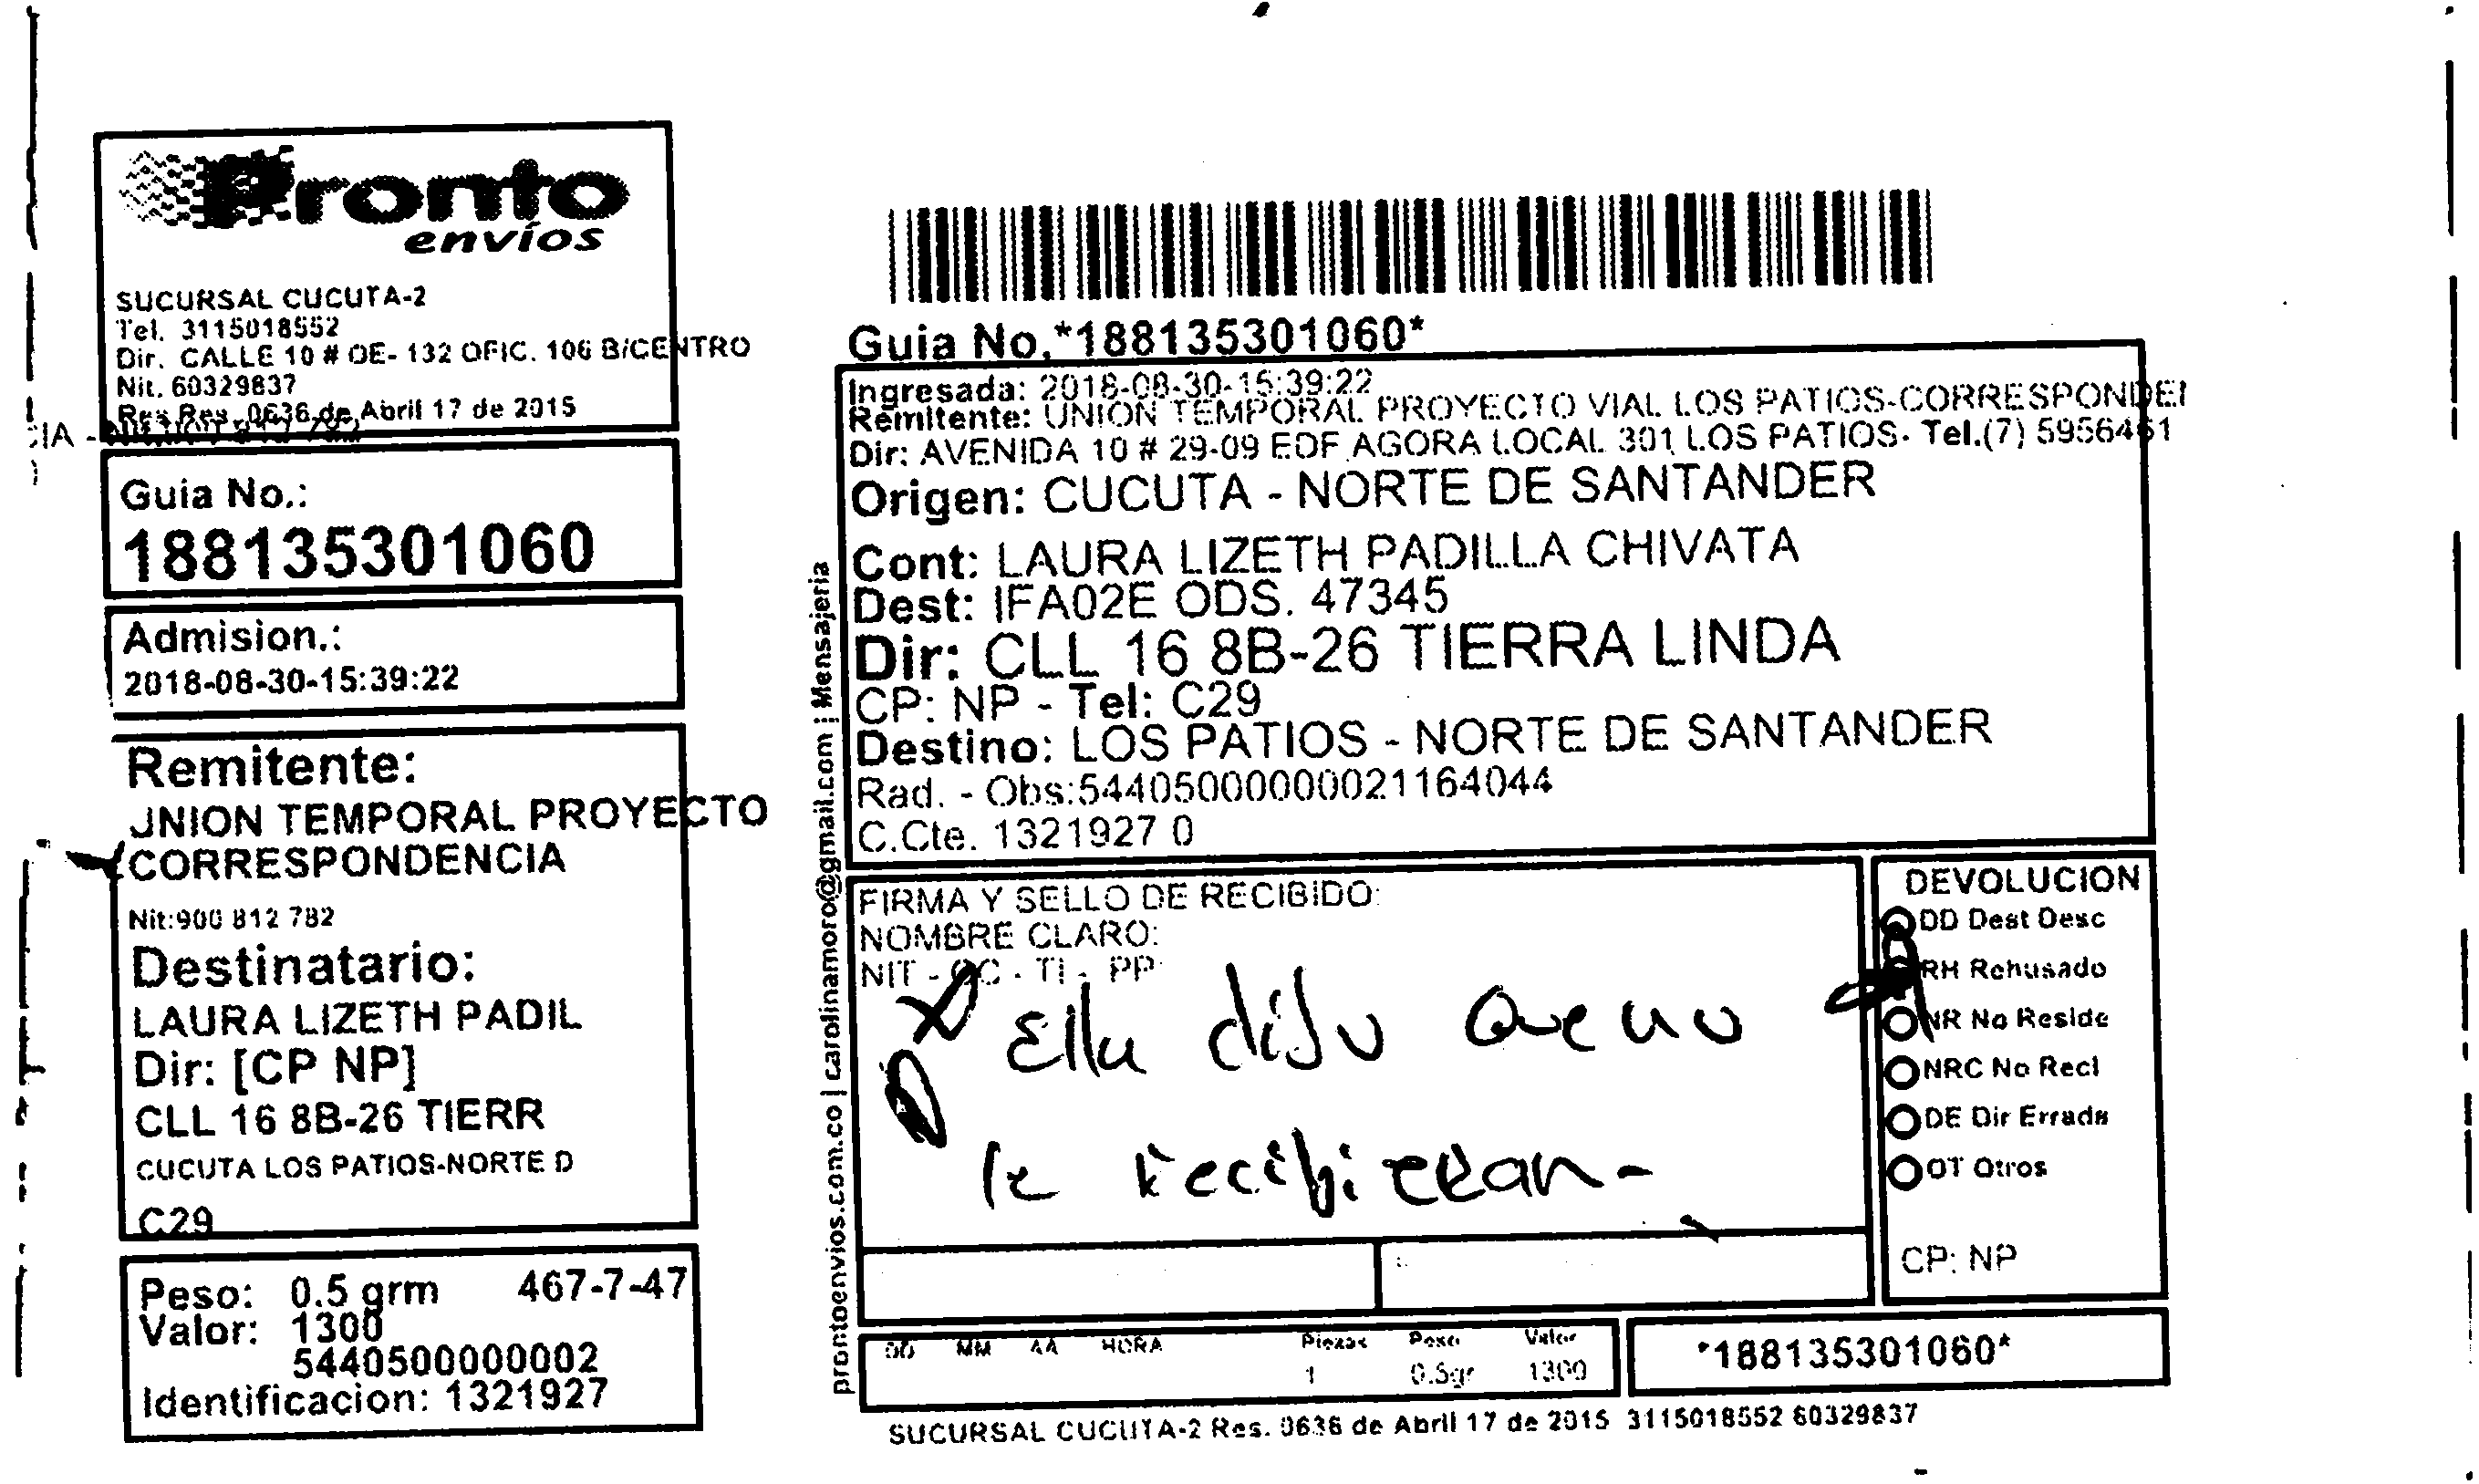 Pronto
envíos
SUCURSAL CUCUTA-2
Tel. 3115018552
Dir. CALLE 10 # OE- 132 OFIC. 106 B/CENTRO
Nit. 60329837
Res Res. 0636 de Abril 17 de 2015
Guia No.:
188135301060
Admision.:
2018-08-30-15:39:22
Remitente:
UNION TEMPORAL PROYECTO
CORRESPONDENCIA
Nit:900 812 782
Destinatario:
LAURA LIZETH PADIL
Dir: [CP NP]
CLL 16 8B-26 TIERR
CUCUTA LOS PATIOS-NORTE D
C29
Peso: 0.5 grm 467-7-47
Valor: 1300
5440500000002
Identificacion: 1321927
prontoenvios.com.co | carolinamoro@gmail.com | Mensajeria
Guia No.*188135301060*
Ingresada: 2018-08-30-15:39:22
Remitente: UNION TEMPORAL PROYECTO VIAL LOS PATIOS-CORRESPONDEN
Dir: AVENIDA 10 # 29-09 EDF AGORA LOCAL 301 LOS PATIOS- Tel.(7) 5956461
Origen: CUCUTA - NORTE DE SANTANDER
Cont: LAURA LIZETH PADILLA CHIVATA
Dest: IFA02E ODS. 47345
Dir: CLL 16 8B-26 TIERRA LINDA
CP: NP - Tel: C29
Destino: LOS PATIOS - NORTE DE SANTANDER
Rad. - Obs:5440500000000021164044
C.Cte. 1321927 0
FIRMA Y SELLO DE RECIBIDO:
NOMBRE CLARO:
NIT - CC - TI - PP:
Ella dijo Que no
le recibieran-
DEVOLUCION
DD Dest Desc
RH Rehusado
NR No Reside
NRC No Recl
DE Dir Errada
OT Otros
CP: NP
DD MM AA HORA Piezas Peso Valor
1 0.5gr 1300
*188135301060*
SUCURSAL CUCUTA-2 Res. 0636 de Abril 17 de 2015 3115018552 60329837